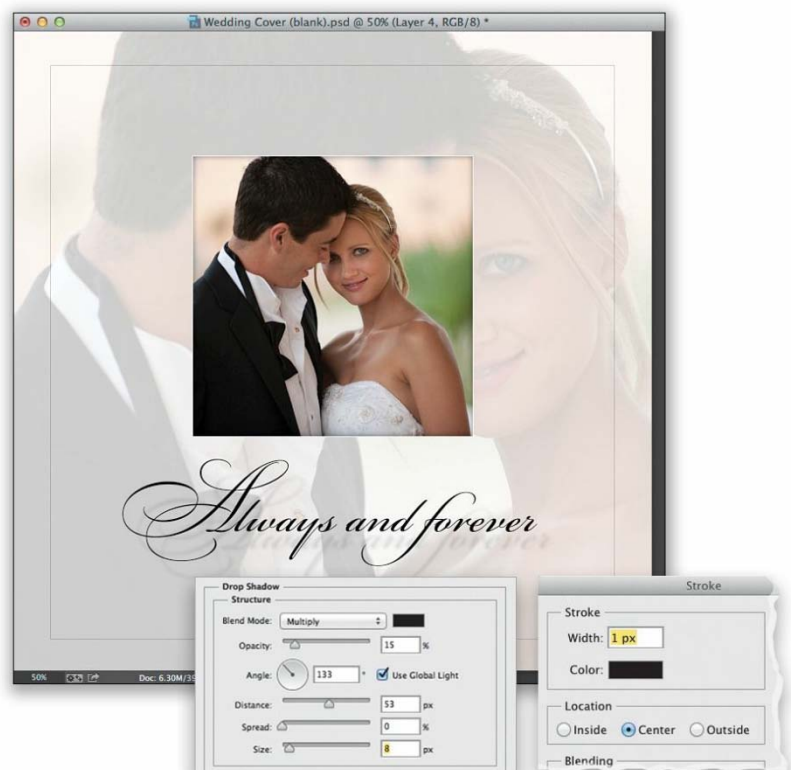 Wedding Cover (blank).psd @ 50% (Layer 4, RGB/8) *
Always and forever
50% Doc: 6.30M/39
Drop Shadow
Structure
Blend Mode: Multiply
Opacity: 15 %
Angle: 133 ° Use Global Light
Distance: 53 px
Spread: 0 %
Size: 8 px
Stroke
Stroke
Width: 1 px
Color:
Location
Inside Center Outside
Blending